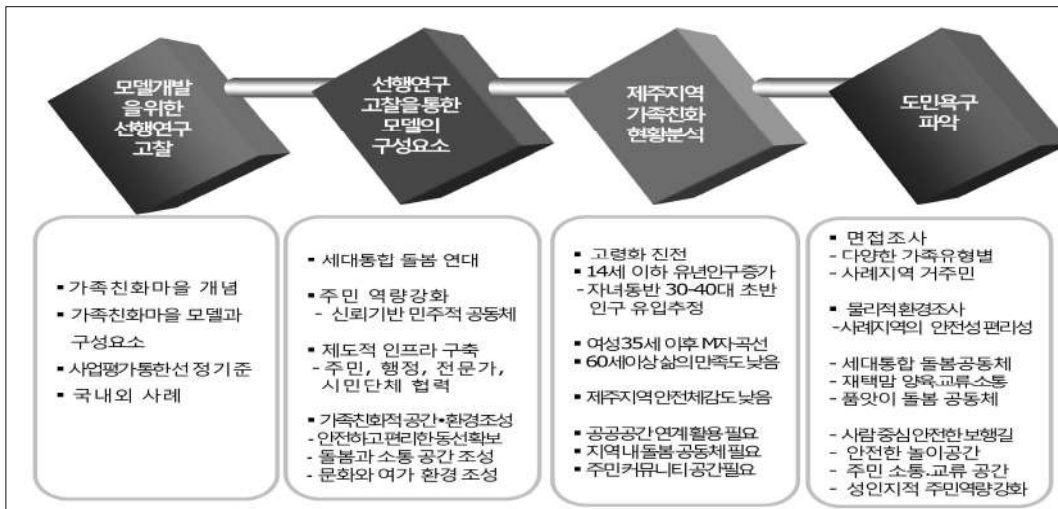 모델개발
을위한
선행연구
고찰
선행연구
고찰을통한
모델의
구성요소
제주지역
가족친화
현황분석
도민욕구
파악
▪ 가족친화마을 개념
▪ 가족친화마을 모델과
구성요소
▪ 사업평가통한선정기준
▪ 국내외 사례
▪ 세대통합 돌봄 연대
▪ 주민 역량강화
– 신뢰기반 민주적 공동체
▪ 제도적 인프라 구축
– 주민, 행정, 전문가,
시민단체 협력
▪ 가족친화적 공간•환경조성
– 안전하고 편리한 동선확보
– 돌봄과 소통 공간 조성
– 문화와 여가 환경 조성
▪ 고령화 진전
▪ 14세 이하 유년인구증가
– 자녀동반 30-40대 초반
인구 유입추정
▪ 여성35세 이후 M자곡선
▪ 60세이상 삶의 만족도 낮음
▪ 제주지역 안전체감도 낮음
▪ 공공공간 연계 활용 필요
▪ 지역 내 돌봄 공동체 필요
▪ 주민 커뮤니티 공간필요
▪ 면접조사
– 다양한 가족유형별
– 사례지역 거주민
▪ 물리적환경조사
–사례지역의 안전성 편리성
– 세대통합 돌봄공동체
– 재택맘 양육.교류.소통
– 품앗이 돌봄 공동체
– 사람 중심 안전한 보행길
– 안전한 놀이공간
– 주민 소통.교류 공간
– 성인지적 주민역량 강화